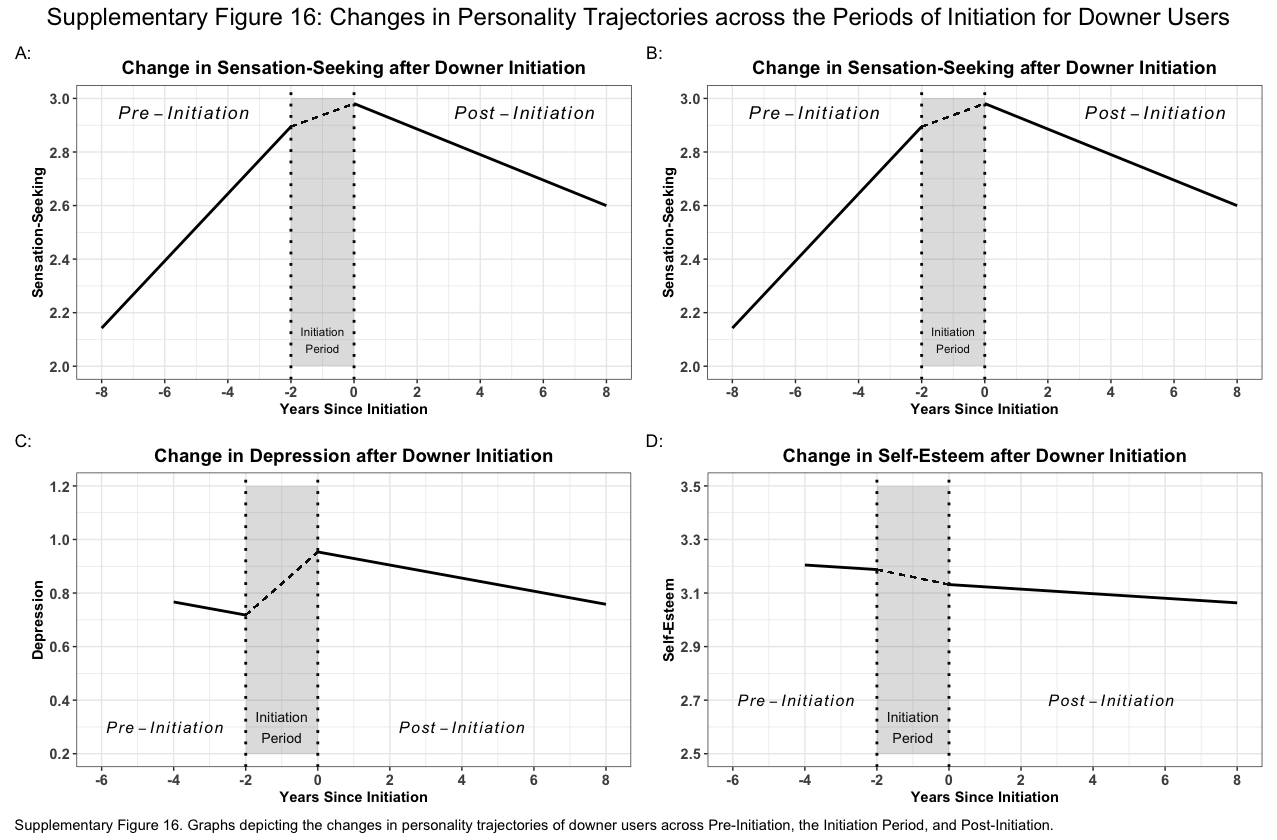 Supplementary Figure 16: Changes in Personality Trajectories across the Periods of Initiation for Downer Users
A:
Change in Sensation-Seeking after Downer Initiation
Sensation-Seeking
3.0
2.8
2.6
2.4
2.2
2.0
Pre – Initiation
Post – Initiation
Initiation
Period
-8 -6 -4 -2 0 2 4 6 8
Years Since Initiation
B:
Change in Sensation-Seeking after Downer Initiation
Sensation-Seeking
3.0
2.8
2.6
2.4
2.2
2.0
Pre – Initiation
Post – Initiation
Initiation
Period
-8 -6 -4 -2 0 2 4 6 8
Years Since Initiation
C:
Change in Depression after Downer Initiation
Depression
1.2
1.0
0.8
0.6
0.4
0.2
Pre – Initiation
Initiation
Period
Post – Initiation
-6 -4 -2 0 2 4 6 8
Years Since Initiation
D:
Change in Self-Esteem after Downer Initiation
Self-Esteem
3.5
3.3
3.1
2.9
2.7
2.5
Pre – Initiation
Initiation
Period
Post – Initiation
-6 -4 -2 0 2 4 6 8
Years Since Initiation
Supplementary Figure 16. Graphs depicting the changes in personality trajectories of downer users across Pre-Initiation, the Initiation Period, and Post-Initiation.